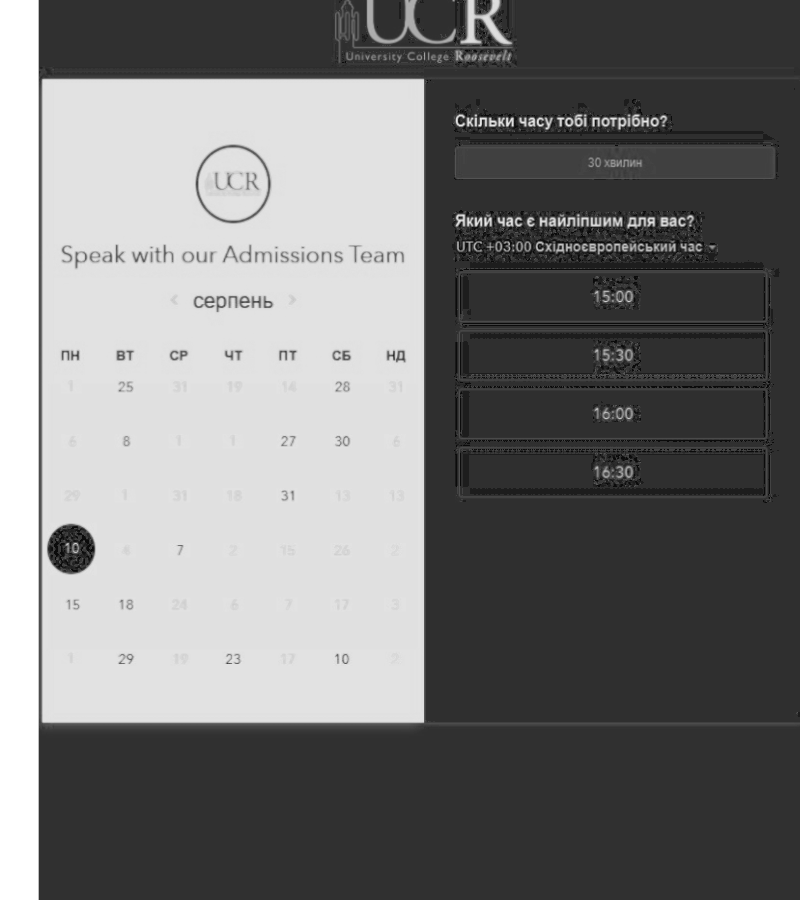 UCR
University College Roosevelt
UCR
Speak with our Admissions Team
серпень
ПН ВТ СР ЧТ ПТ СБ НД
1 25 31 19 14 28 31
6 8 1 1 27 30 6
29 1 31 18 31 13 13
10 4 7 2 15 26 2
15 18 24 6 7 17 3
1 29 19 23 17 10 2
Скільки часу тобі потрібно?
30 хвилин
Який час є найліпшим для вас?
UTC +03:00 Східноєвропейський час
15:00
15:30
16:00
16:30